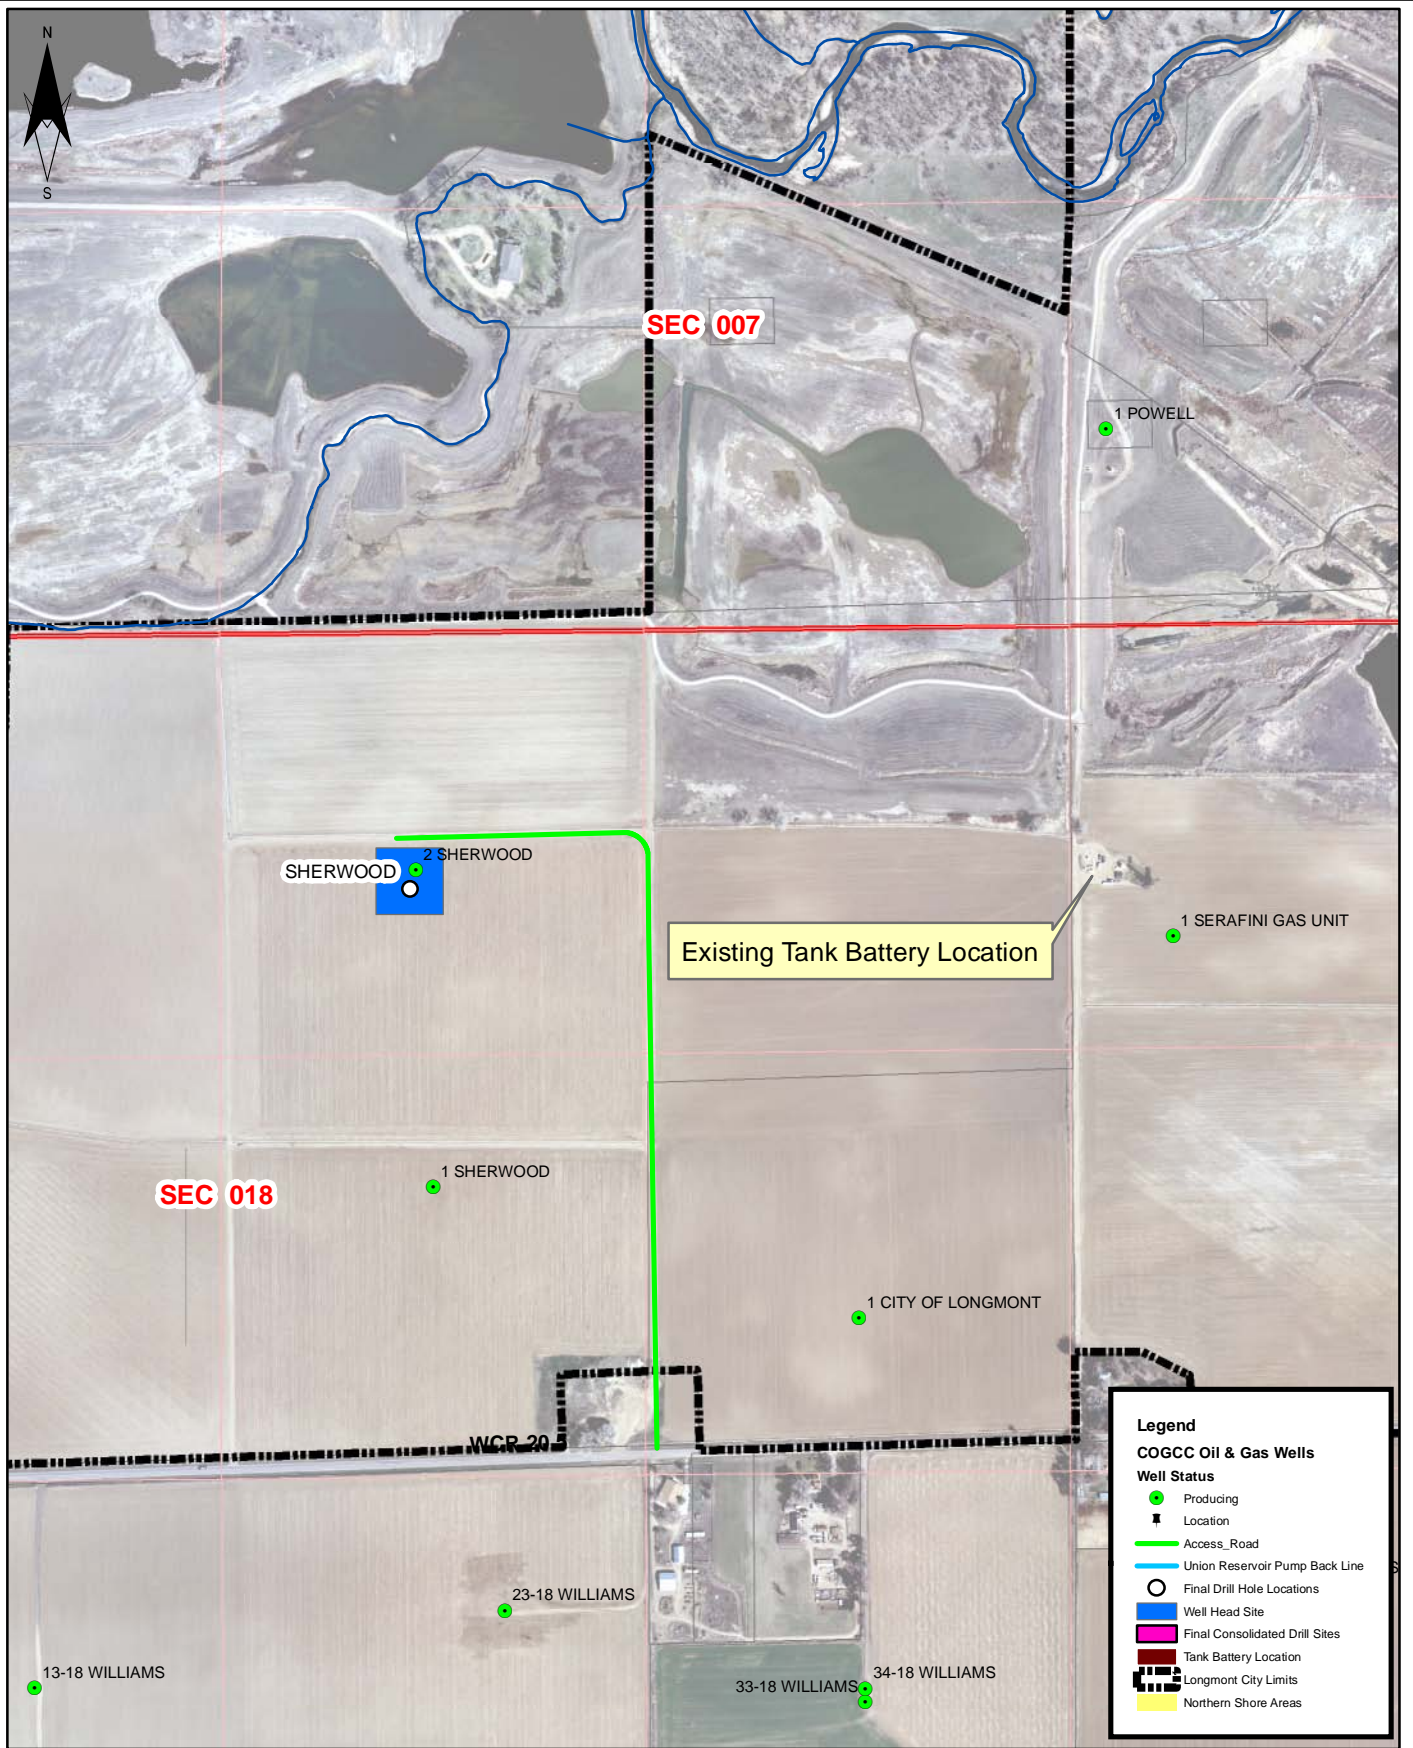 N
S
SEC 007
1 POWELL
2 SHERWOOD
SHERWOOD
1 SERAFINI GAS UNIT
Existing Tank Battery Location
1 SHERWOOD
SEC 018
1 CITY OF LONGMONT
WCR 20
23-18 WILLIAMS
13-18 WILLIAMS
34-18 WILLIAMS
33-18 WILLIAMS
Legend
COGCC Oil & Gas Wells
Well Status
Producing
Location
Access_Road
Union Reservoir Pump Back Line
Final Drill Hole Locations
Well Head Site
Final Consolidated Drill Sites
Tank Battery Location
Longmont City Limits
Northern Shore Areas